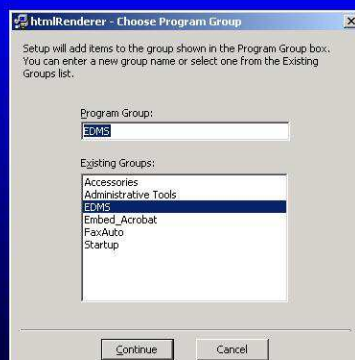 htmlRenderer - Choose Program Group
Setup will add items to the group shown in the Program Group box.
You can enter a new group name or select one from the Existing
Groups list.
Program Group:
EDMS
Existing Groups:
Accessories
Administrative Tools
EDMS
Embed_Acrobat
FaxAuto
Startup
Continue
Cancel